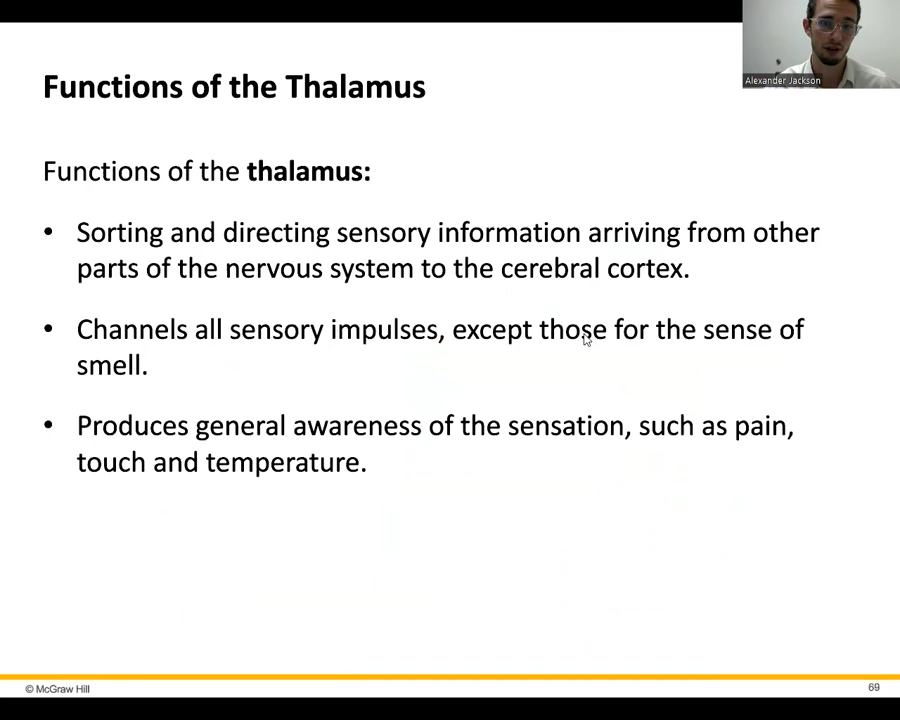 Alexander Jackson
Functions of the Thalamus
Functions of the thalamus:
• Sorting and directing sensory information arriving from other
parts of the nervous system to the cerebral cortex.
• Channels all sensory impulses, except those for the sense of
smell.
• Produces general awareness of the sensation, such as pain,
touch and temperature.
© McGraw Hill
69